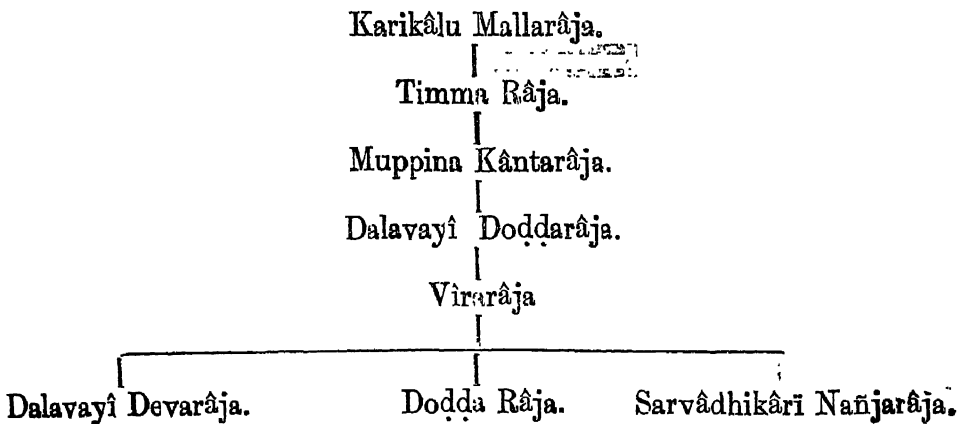 Karikâlu Mallarâja.
Timma Râja.
Muppina Kântarâja.
Dalavayî Doḍḍarâja.
Vîrarâja
Dalavayî Devarâja. Doḍḍa Râja. Sarvâdhikârî Nañjarâja.